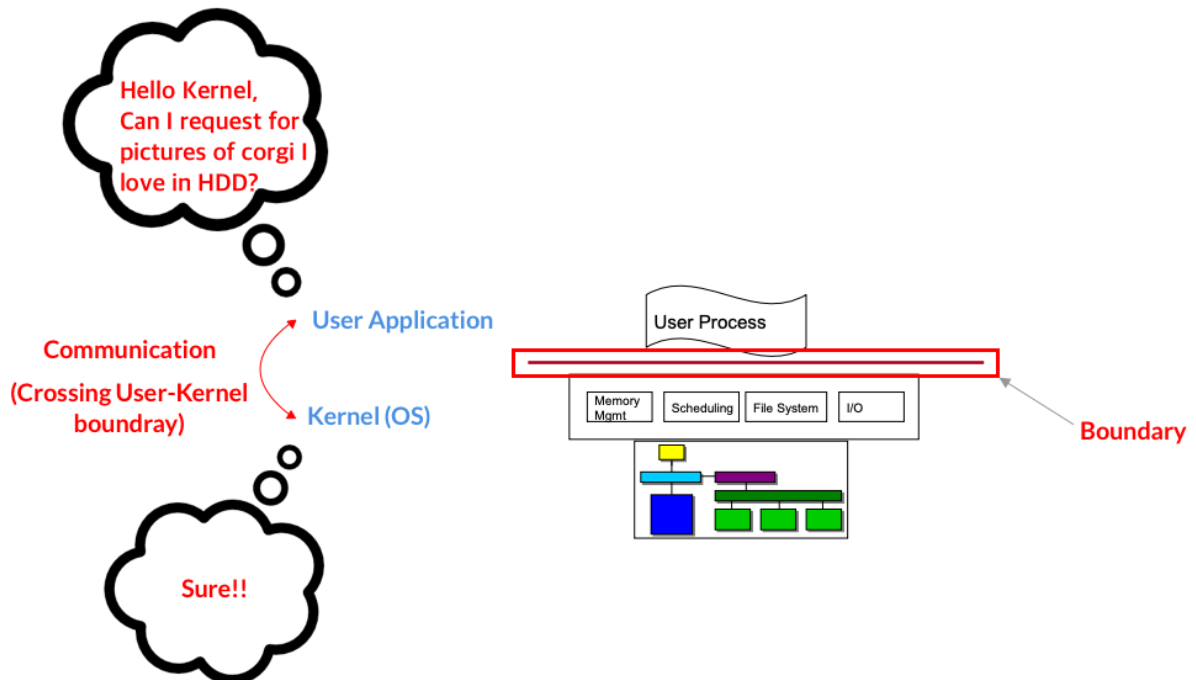 Hello Kernel,
Can I request for
pictures of corgi I
love in HDD?
User Application
Communication
(Crossing User-Kernel
boundray)
Kernel (OS)
Sure!!
User Process
Memory
Mgmt
Scheduling
File System
I/O
Boundary